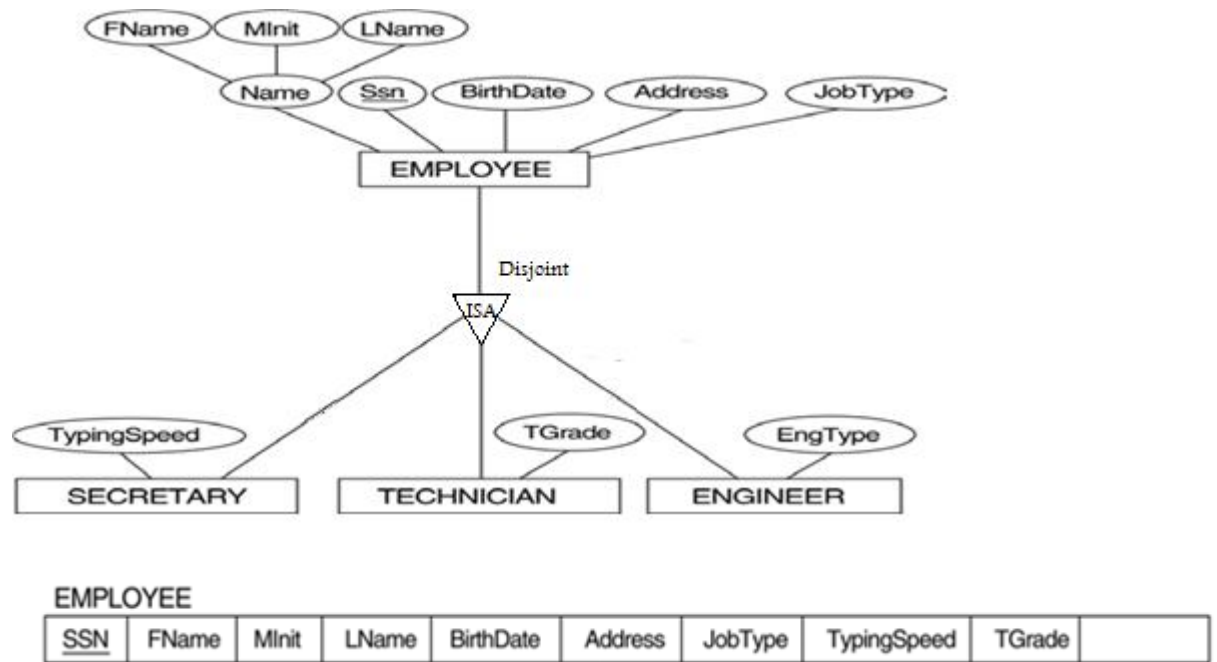 FName MInit LName
Name Ssn BirthDate Address JobType
EMPLOYEE
Disjoint
ISA
TypingSpeed TGrade EngType
SECRETARY TECHNICIAN ENGINEER
EMPLOYEE
SSN FName MInit LName BirthDate Address JobType TypingSpeed TGrade